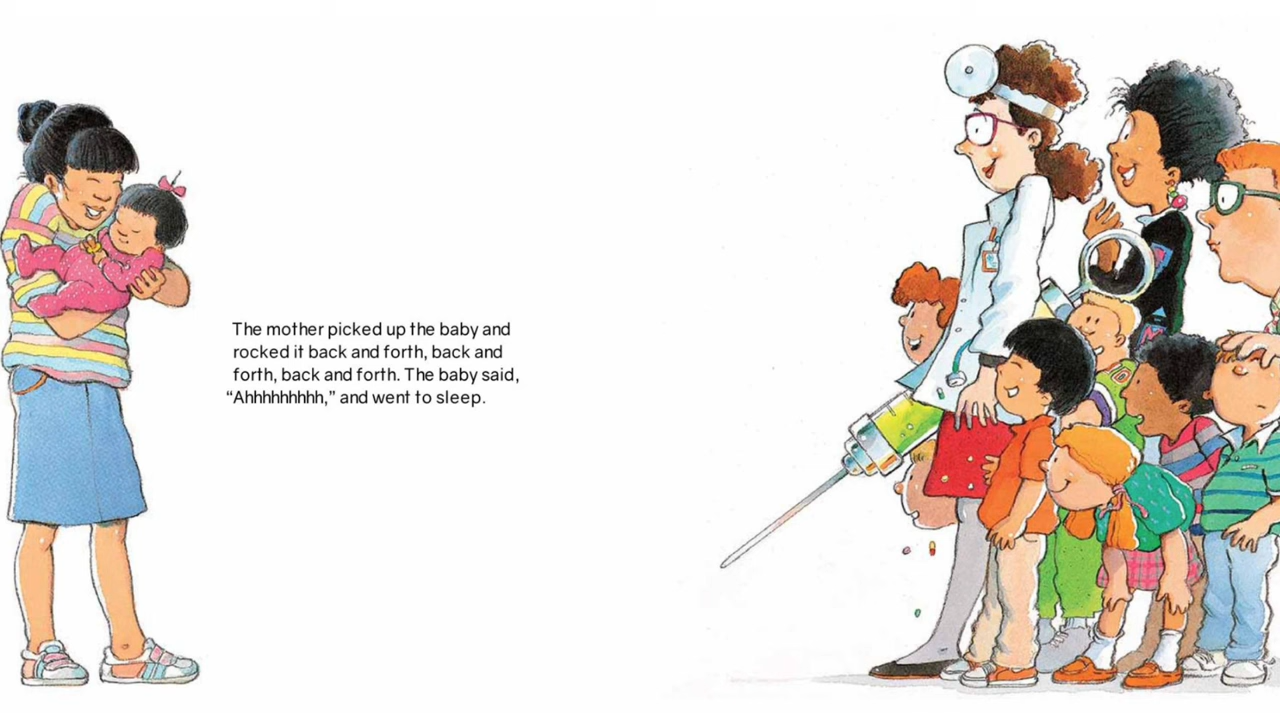 The mother picked up the baby and
rocked it back and forth, back and
forth, back and forth. The baby said,
“Ahhhhhhhhh,” and went to sleep.